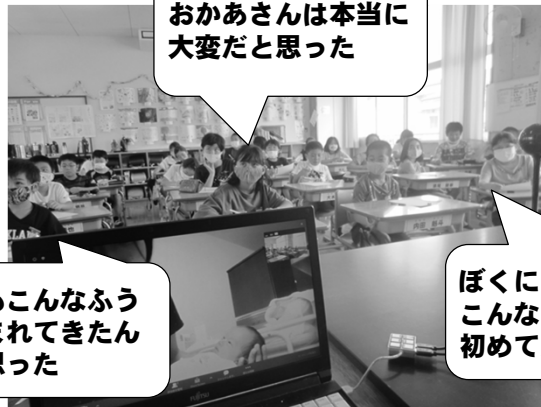 おかあさんは本当に
大変だと思った
こんなふう
まれてきたん
思った
ぼくに
こんな
初めて
FUJITSU